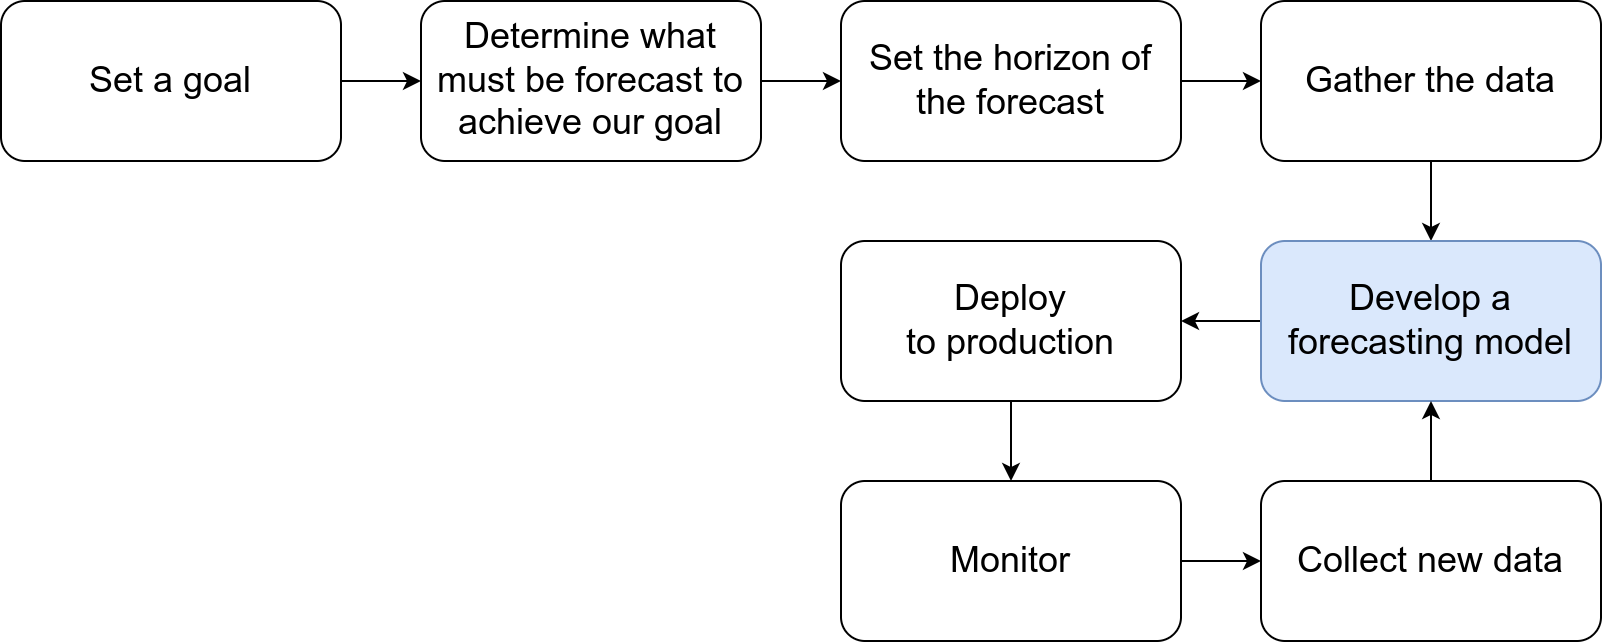 Set a goal
Determine what
must be forecast to
achieve our goal
Set the horizon of
the forecast
Gather the data
Deploy
to production
Develop a
forecasting model
Monitor
Collect new data